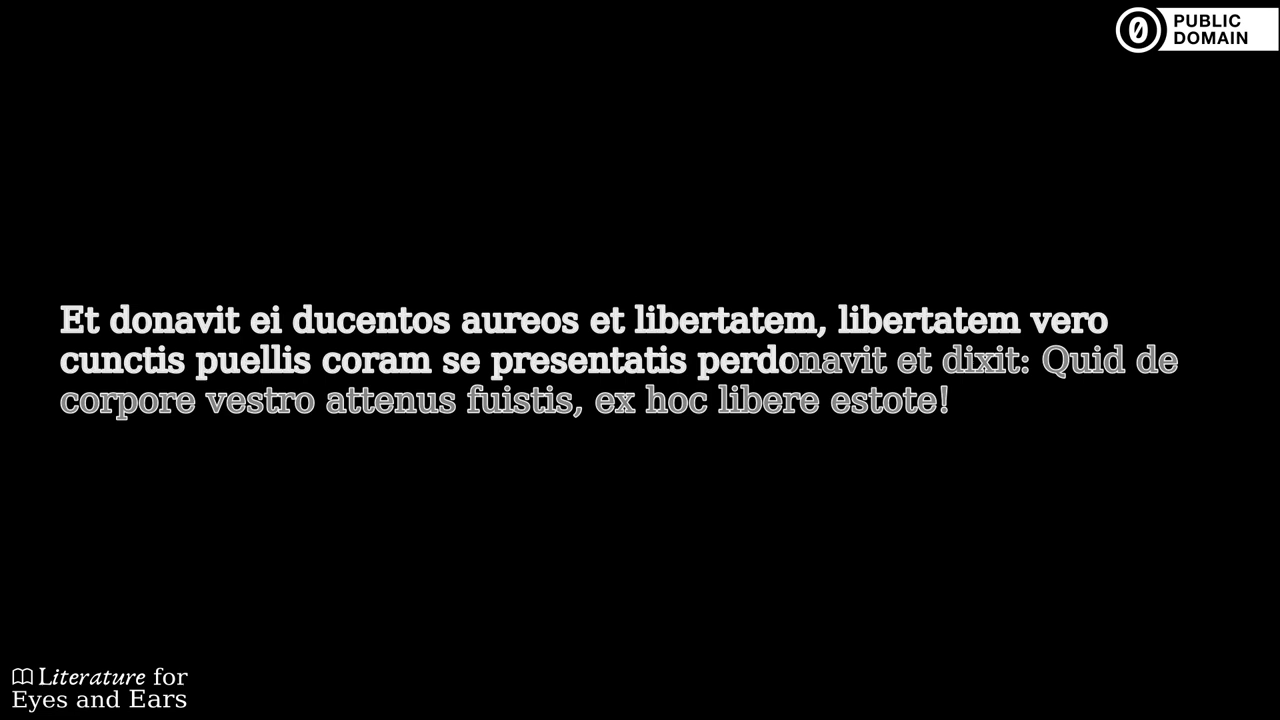 PUBLIC
DOMAIN
Et donavit ei ducentos aureos et libertatem, libertatem vero
cunctis puellis coram se presentatis perdonavit et dixit: Quid de
corpore vestro attenus fuistis, ex hoc libere estote!
Literature for
Eyes and Ears